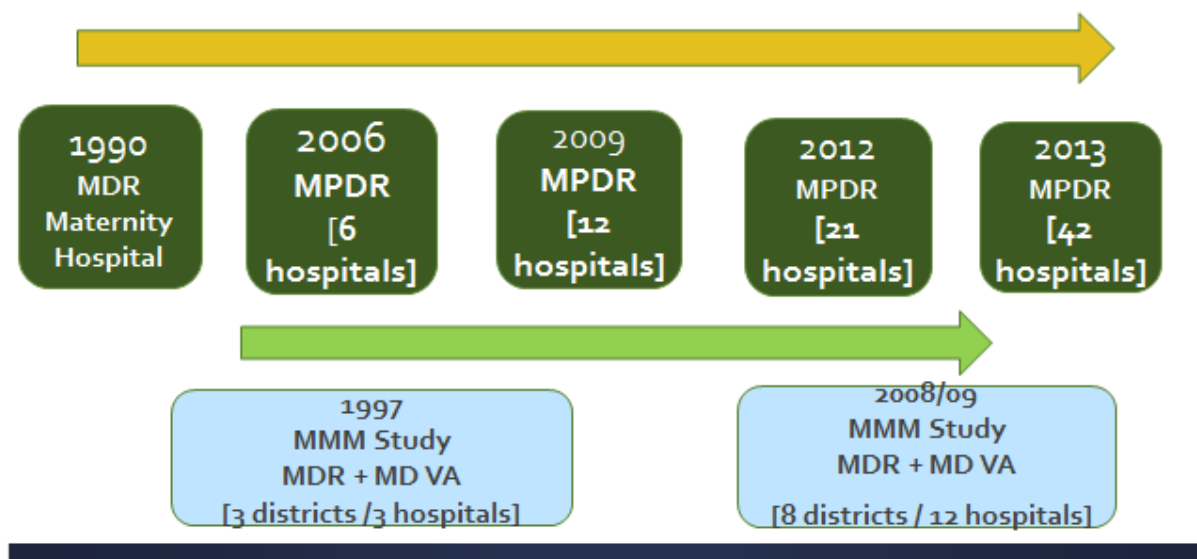 1990
MDR
Maternity
Hospital
2006
MPDR
[6
hospitals]
2009
MPDR
[12
hospitals]
2012
MPDR
[21
hospitals]
2013
MPDR
[42
hospitals]
1997
MMM Study
MDR + MD VA
[3 districts /3 hospitals]
2008/09
MMM Study
MDR + MD VA
[8 districts / 12 hospitals]